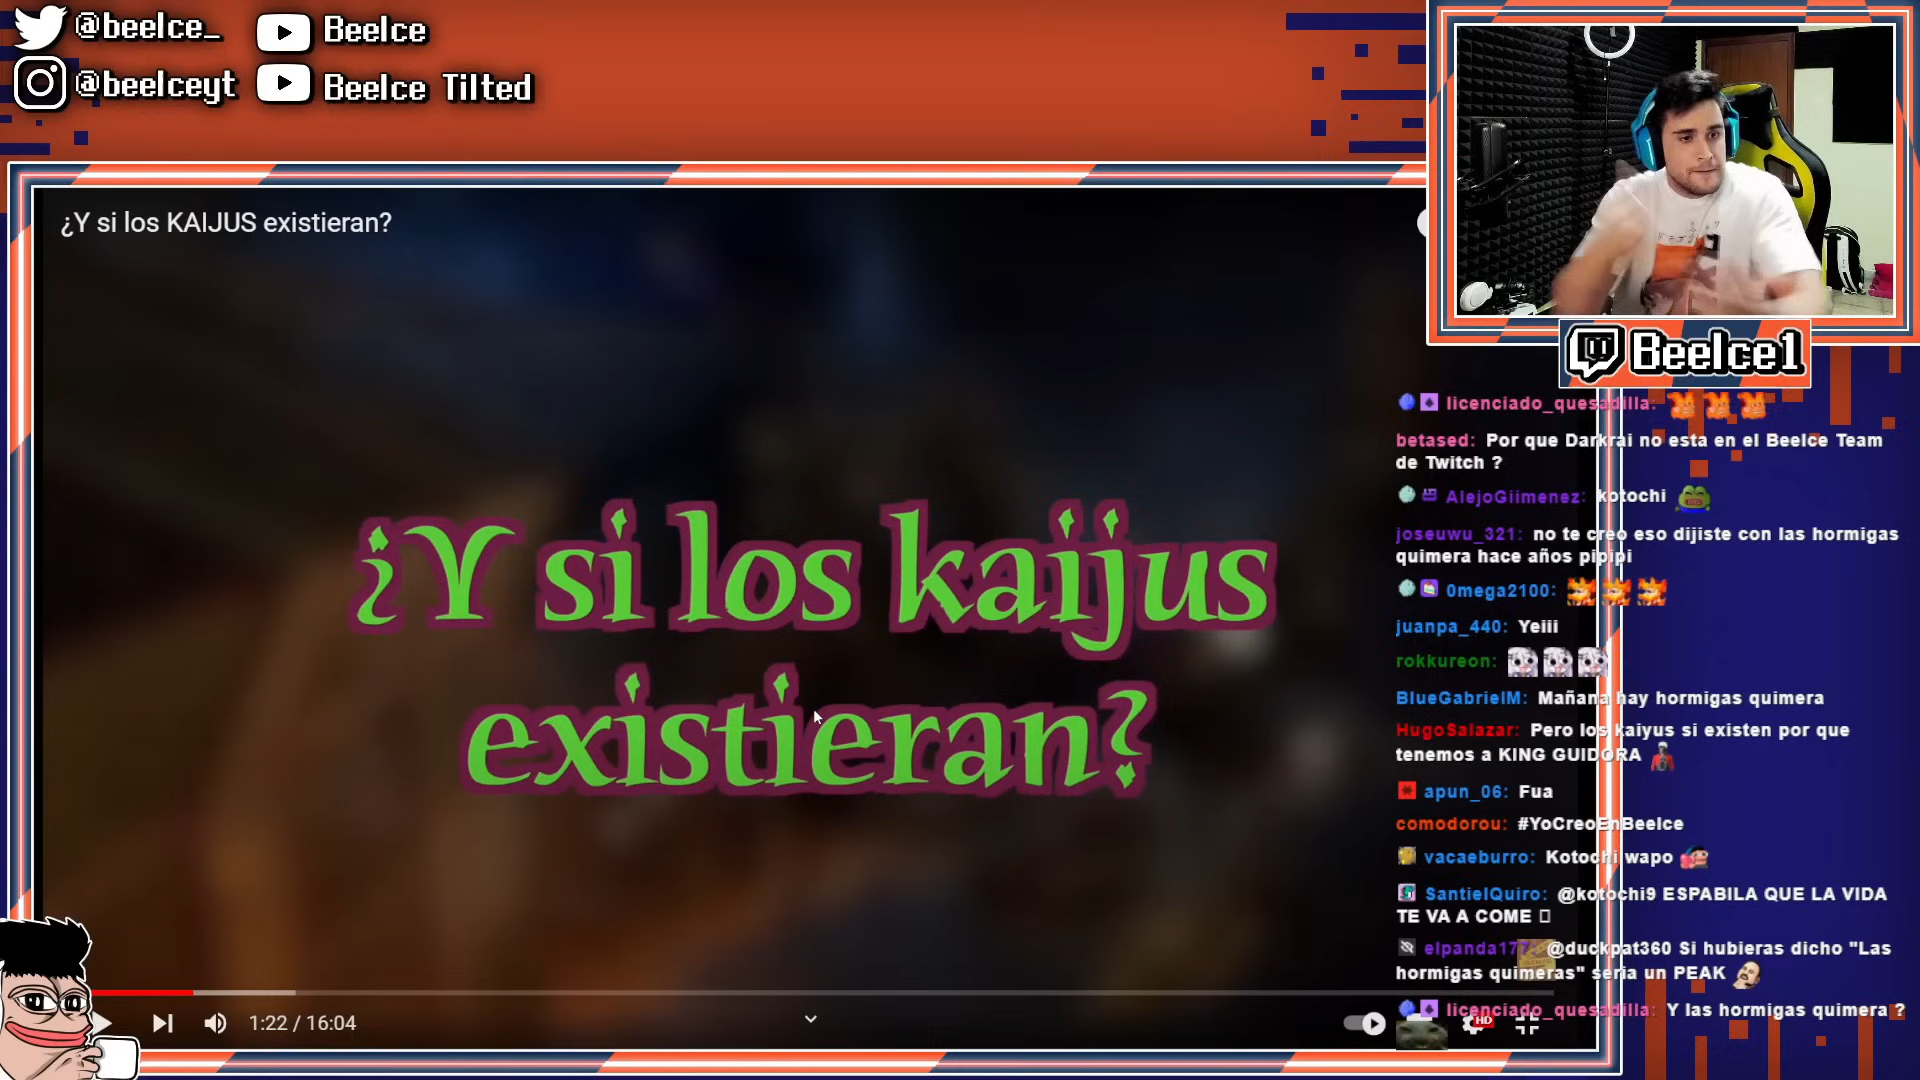 @beelce_
Beelce
@beelceyt
Beelce Tilted
¿Y si los KAIJUS existieran?
Beelce1
¿Y si los kaijus
existieran?
licenciado_quesadilla:
betased: Por que Darkrai no esta en el Beelce Team
de Twitch ?
AlejoGiimenez: kotochi
joseuwu_321: no te creo eso dijiste con las hormigas
quimera hace años pipipi
0mega2100:
juanpa_440: Yeiii
rokkureon:
BlueGabrielM: Mañana hay hormigas quimera
HugoSalazar: Pero los kaiyus si existen por que
tenemos a KING GUIDORA
apun_06: Fua
comodorou: #YoCreoEnBeelce
vacaeburro: Kotochi wapo
SantielQuiro: @kotochi9 ESPABILA QUE LA VIDA
TE VA A COME
elpanda177: @duckpat360 Si hubieras dicho "Las
hormigas quimeras" seria un PEAK
licenciado_quesadilla: Y las hormigas quimera ?
1:22 / 16:04
HD